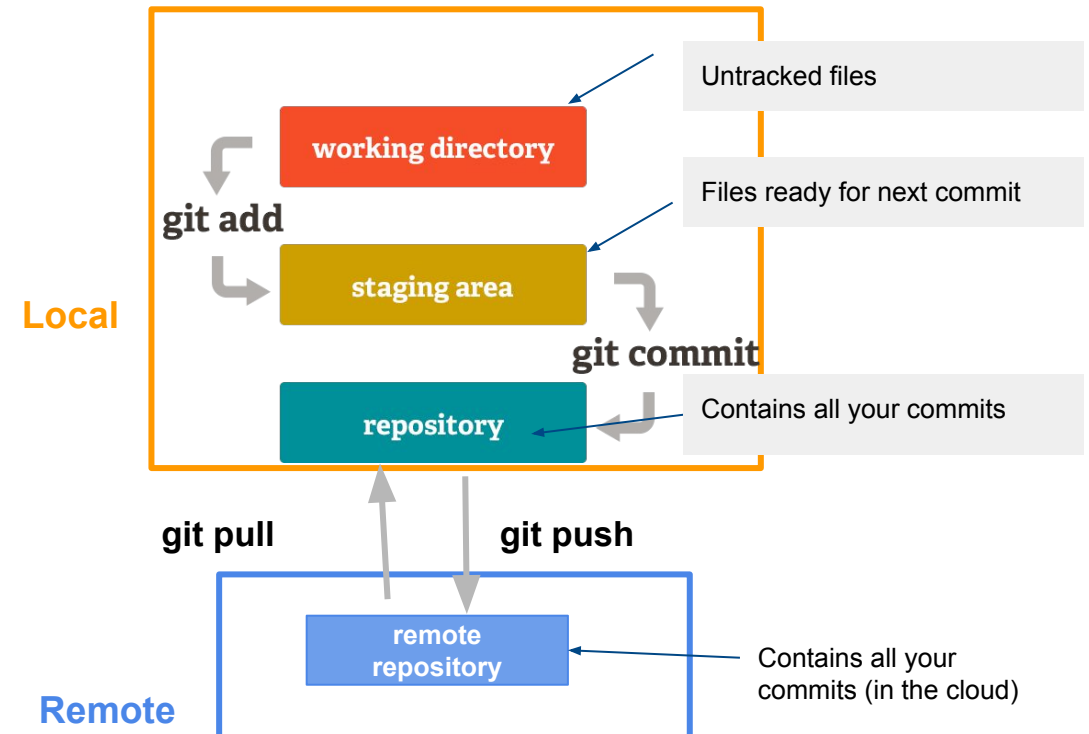 Untracked files
working directory
Files ready for next commit
git add
staging area
Local
git commit
Contains all your commits
repository
git pull
git push
remote
repository
Contains all your
commits (in the cloud)
Remote